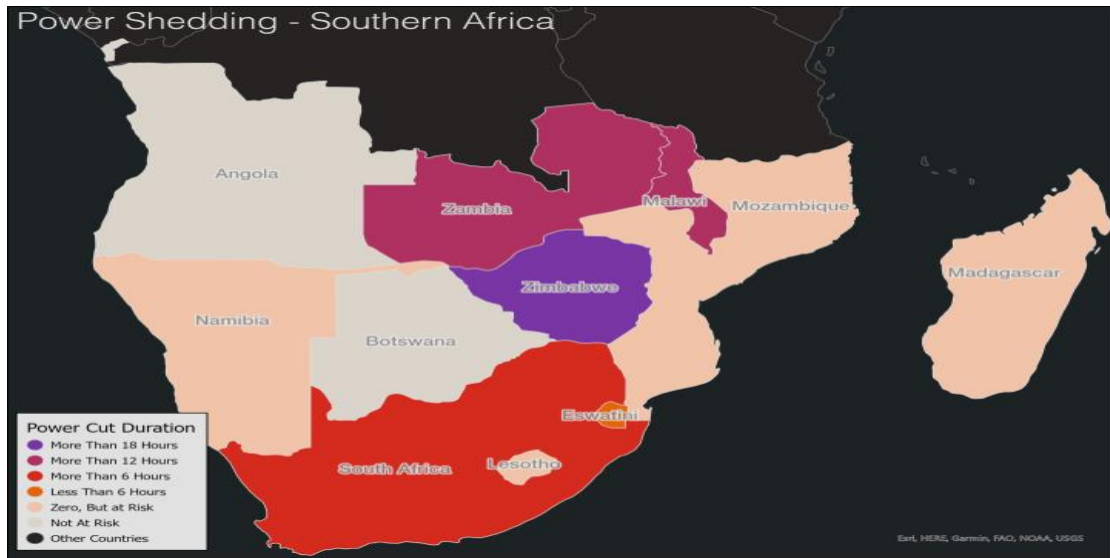 Power Shedding - Southern Africa
Angola
Zambia
Malawi
Mozambique
Zimbabwe
Madagascar
Namibia
Botswana
Eswatini
South Africa
Lesotho
Power Cut Duration
More Than 18 Hours
More Than 12 Hours
More Than 6 Hours
Less Than 6 Hours
Zero, But at Risk
Not At Risk
Other Countries
Esri, HERE, Garmin, FAO, NOAA, USGS